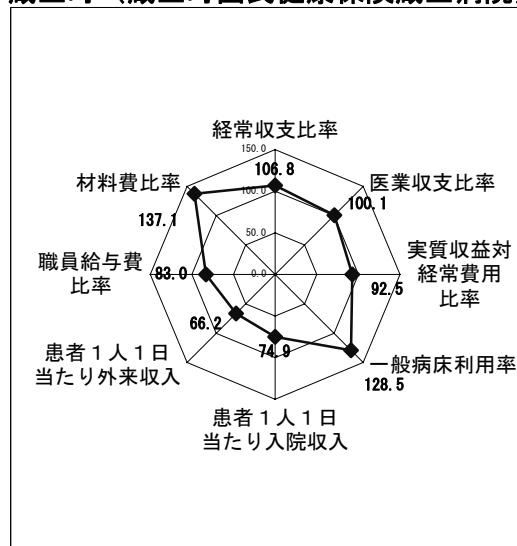 経常収支比率
150.0
106.8
100.0
50.0
0.0
医業収支比率
100.1
実質収益対
経常費用
比率
92.5
一般病床利用率
128.5
74.9
患者１人１日
当たり入院収入
66.2
患者１人１日
当たり外来収入
83.0
職員給与費
比率
材料費比率
137.1